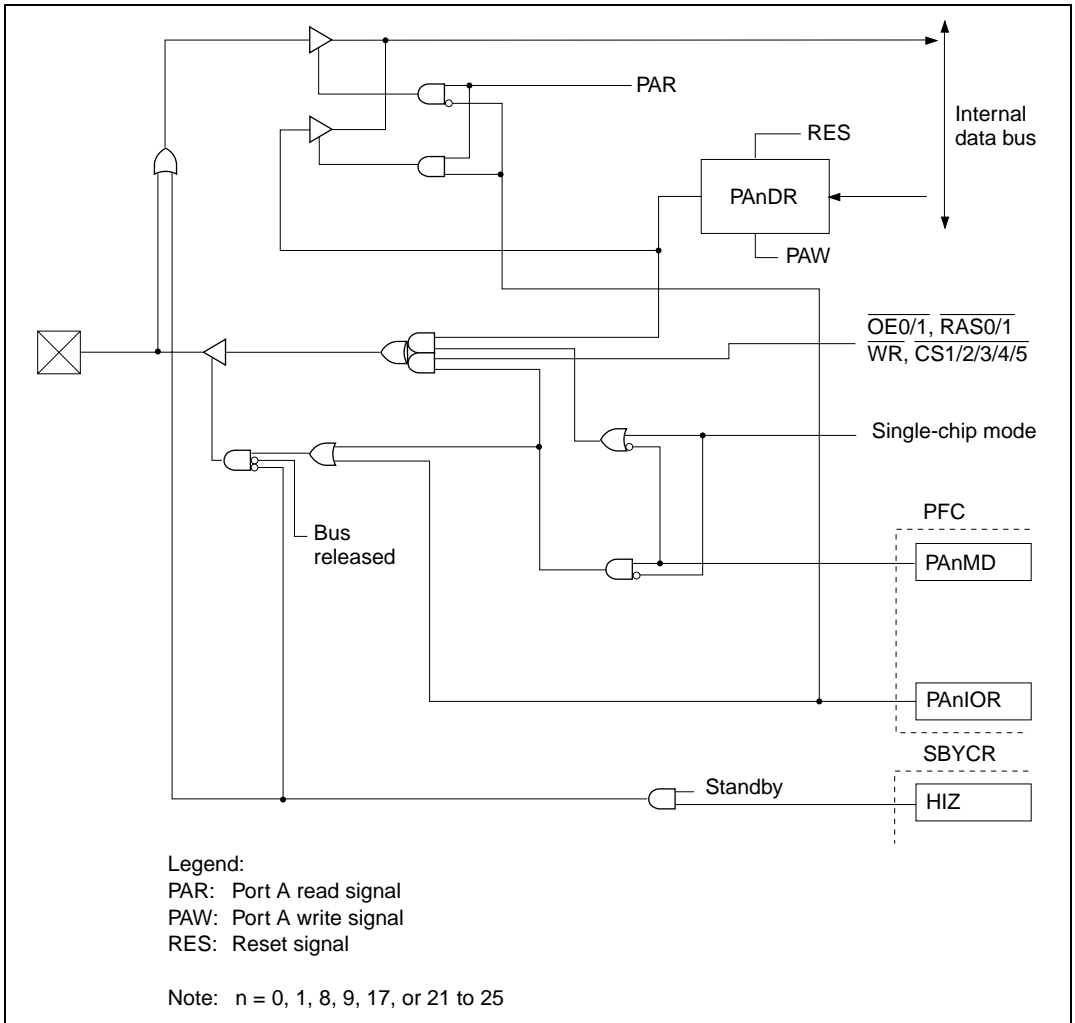 PAR
Internal
data bus
RES
PAnDR
PAW
OE0/1, RAS0/1
WR, CS1/2/3/4/5
Single-chip mode
Bus
released
PFC
PAnMD
PAnIOR
SBYCR
Standby
HIZ
Legend:
PAR: Port A read signal
PAW: Port A write signal
RES: Reset signal
Note: n = 0, 1, 8, 9, 17, or 21 to 25